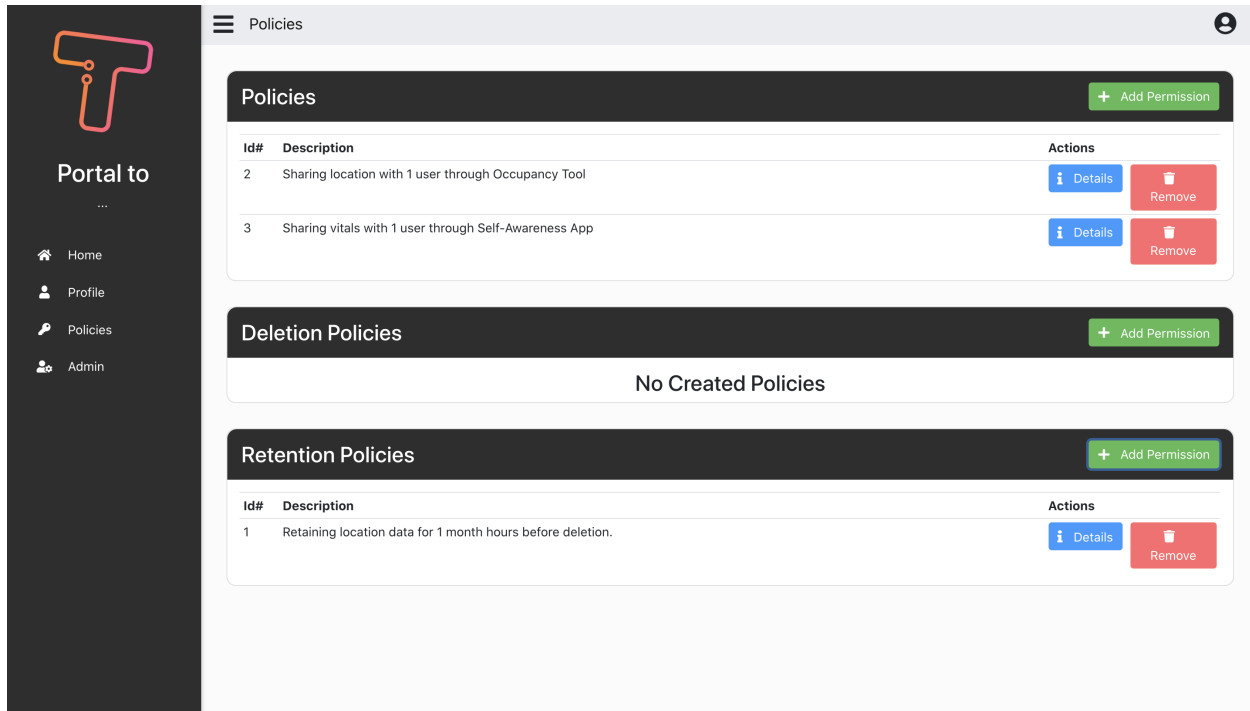 Policies
Portal to
...
Home
Profile
Policies
Admin
Policies
+ Add Permission
Id# Description Actions
2 Sharing location with 1 user through Occupancy Tool Details Remove
3 Sharing vitals with 1 user through Self-Awareness App Details Remove
Deletion Policies
+ Add Permission
No Created Policies
Retention Policies
+ Add Permission
Id# Description Actions
1 Retaining location data for 1 month hours before deletion. Details Remove